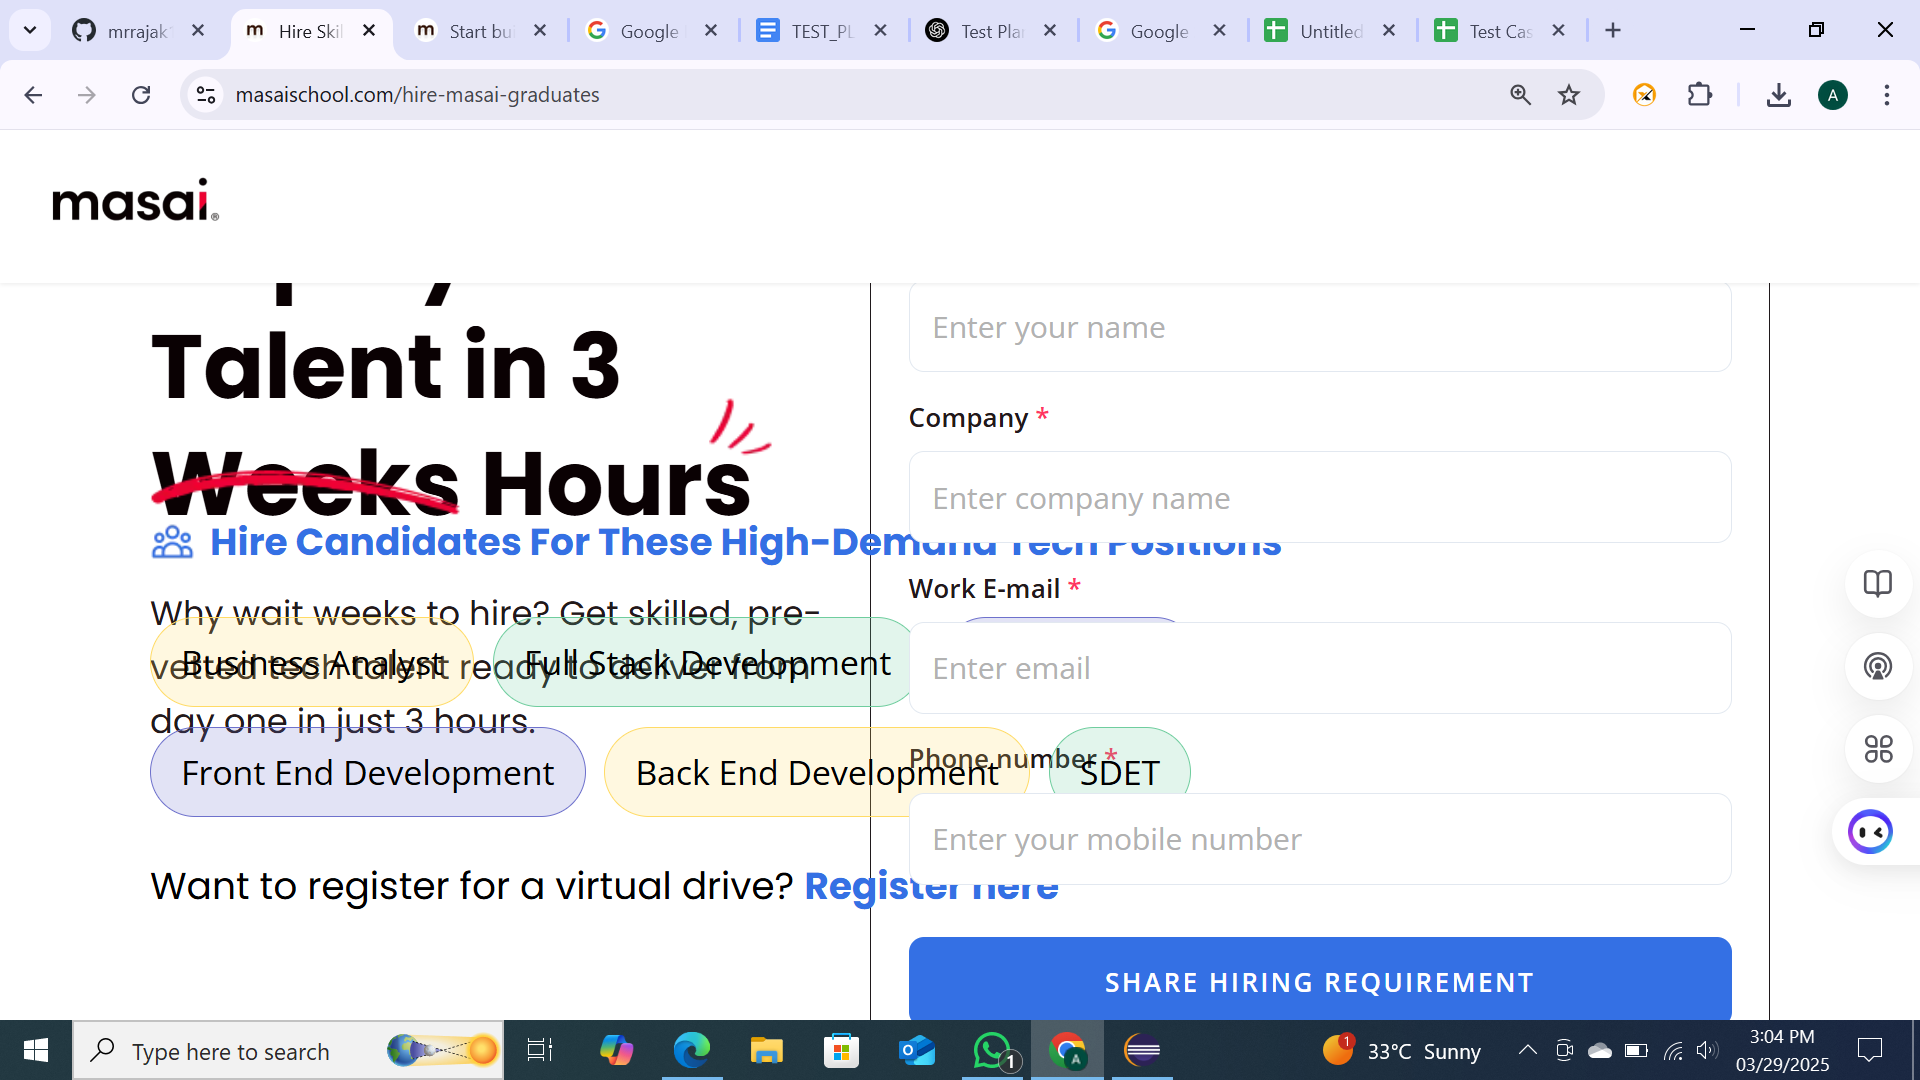 mrrajak1
Hire Skil
Start bu
Google
TEST_PL
Test Plan
Google
Untitled
Test Cas
masaischool.com/hire-masai-graduates
A
masai
Talent in 3
Weeks Hours
Hire Candidates For These High-Demand Tech Positions
Why wait weeks to hire? Get skilled, pre-
vetted tech talent ready to deliver from
day one in just 3 hours.
Business Analyst
Full Stack Development
Front End Development
Back End Development
SDET
Want to register for a virtual drive? Register here
Enter your name
Company *
Enter company name
Work E-mail *
Enter email
Phone number *
Enter your mobile number
SHARE HIRING REQUIREMENT
Type here to search
1
A
1
33°C Sunny
3:04 PM
03/29/2025